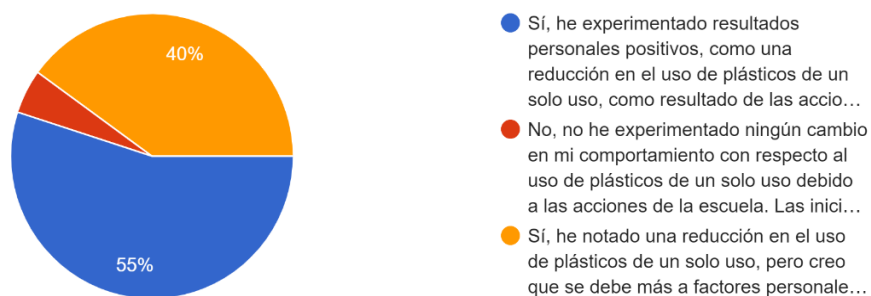 40%
55%
Sí, he experimentado resultados
personales positivos, como una
reducción en el uso de plásticos de un
solo uso, como resultado de las accio…
No, no he experimentado ningún cambio
en mi comportamiento con respecto al
uso de plásticos de un solo uso debido
a las acciones de la escuela. Las inici…
Sí, he notado una reducción en el uso
de plásticos de un solo uso, pero creo
que se debe más a factores personale…